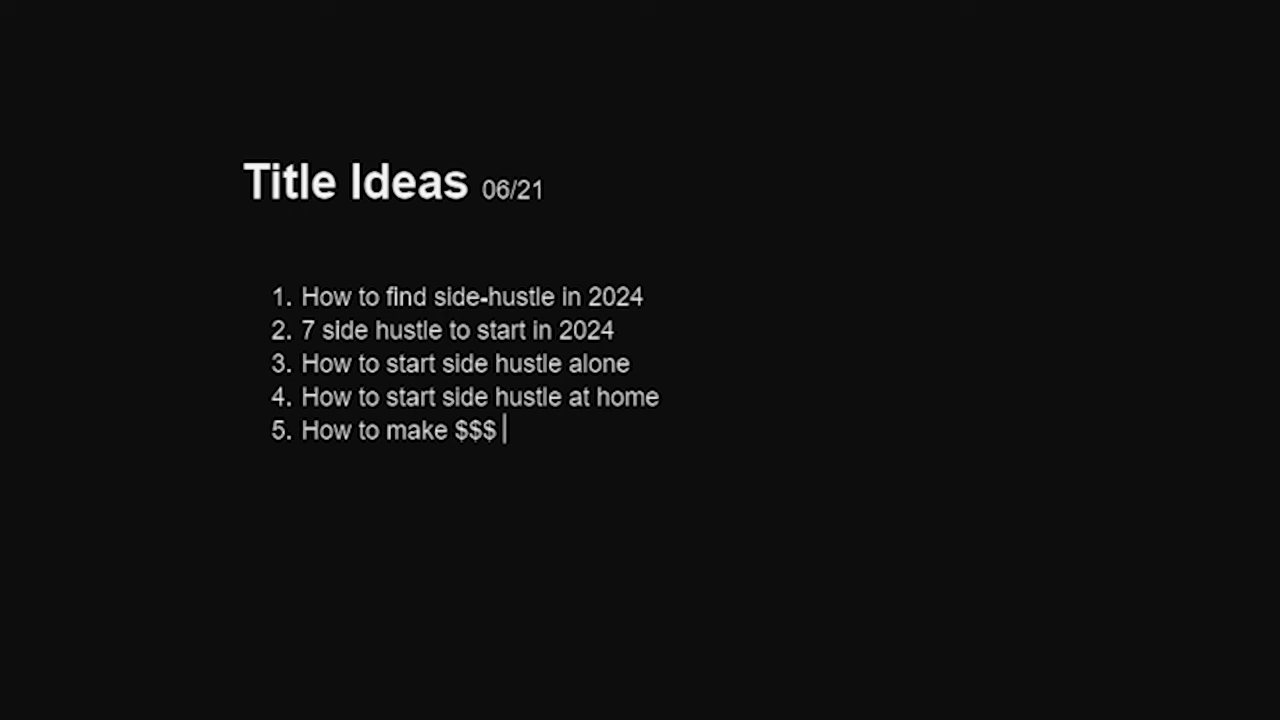 Title Ideas 06/21
1. How to find side-hustle in 2024
2. 7 side hustle to start in 2024
3. How to start side hustle alone
4. How to start side hustle at home
5. How to make $$$